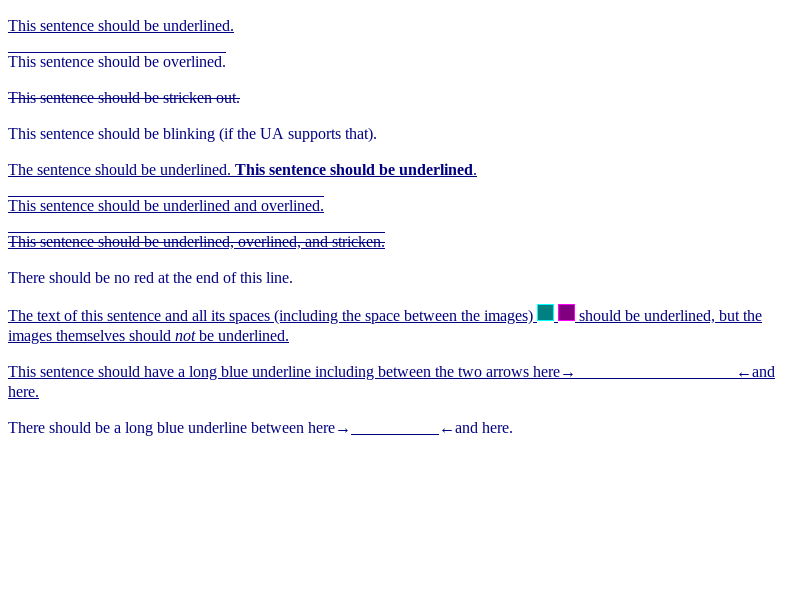 This sentence should be underlined.
This sentence should be overlined.
This sentence should be stricken out.
This sentence should be blinking (if the UA supports that).
The sentence should be underlined. This sentence should be underlined.
This sentence should be underlined and overlined.
This sentence should be underlined, overlined, and stricken.
There should be no red at the end of this line.
The text of this sentence and all its spaces (including the space between the images) should be underlined, but the
images themselves should not be underlined.
This sentence should have a long blue underline including between the two arrows here→ ←and
here.
There should be a long blue underline between here→ ←and here.